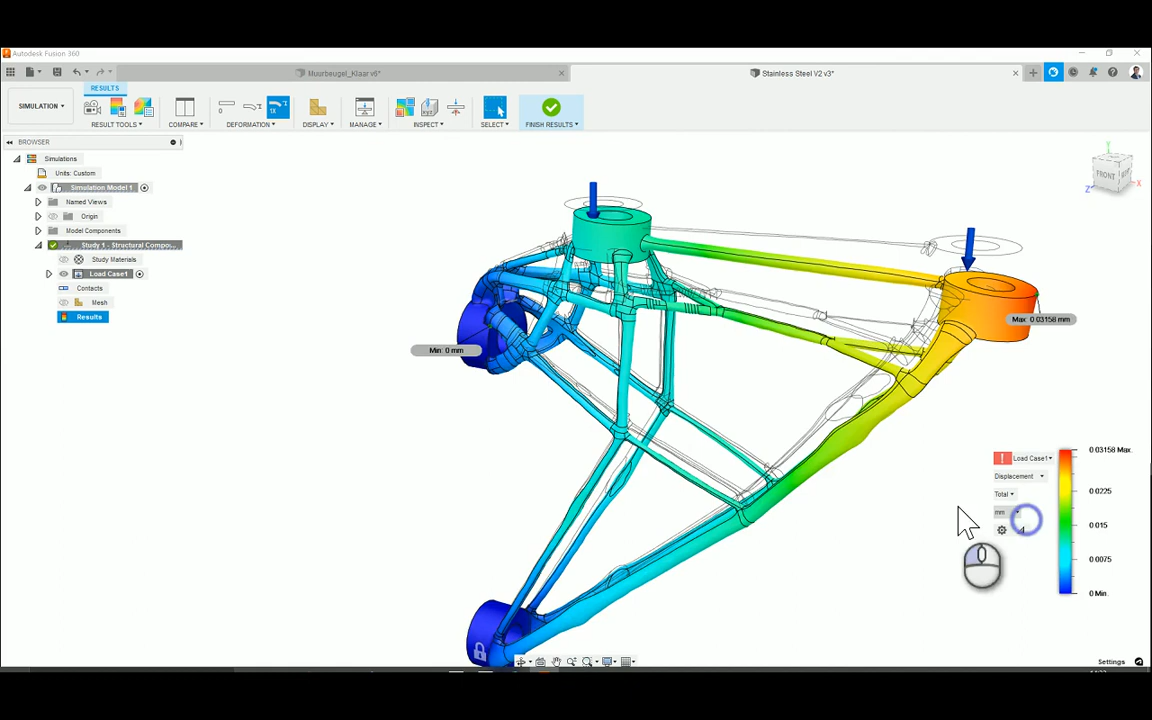 Autodesk Fusion 360
Muurbeugel_Klaar v6*
Stainless Steel V2 v3*
RESULTS
SIMULATION
RESULT TOOLS
COMPARE
DEFORMATION
DISPLAY
MANAGE
INSPECT
SELECT
FINISH RESULTS
BROWSER
Simulations
Units: Custom
Simulation Model 1
Named Views
Origin
Model Components
Study 1 - Structural Compo...
Study Materials
Load Case1
Contacts
Mesh
Results
FRONT
Y
X
Z
Max: 0.03158 mm
Min: 0 mm
Load Case1
Displacement
Total
mm
0.03158 Max.
0.0225
0.015
0.0075
0 Min.
Settings